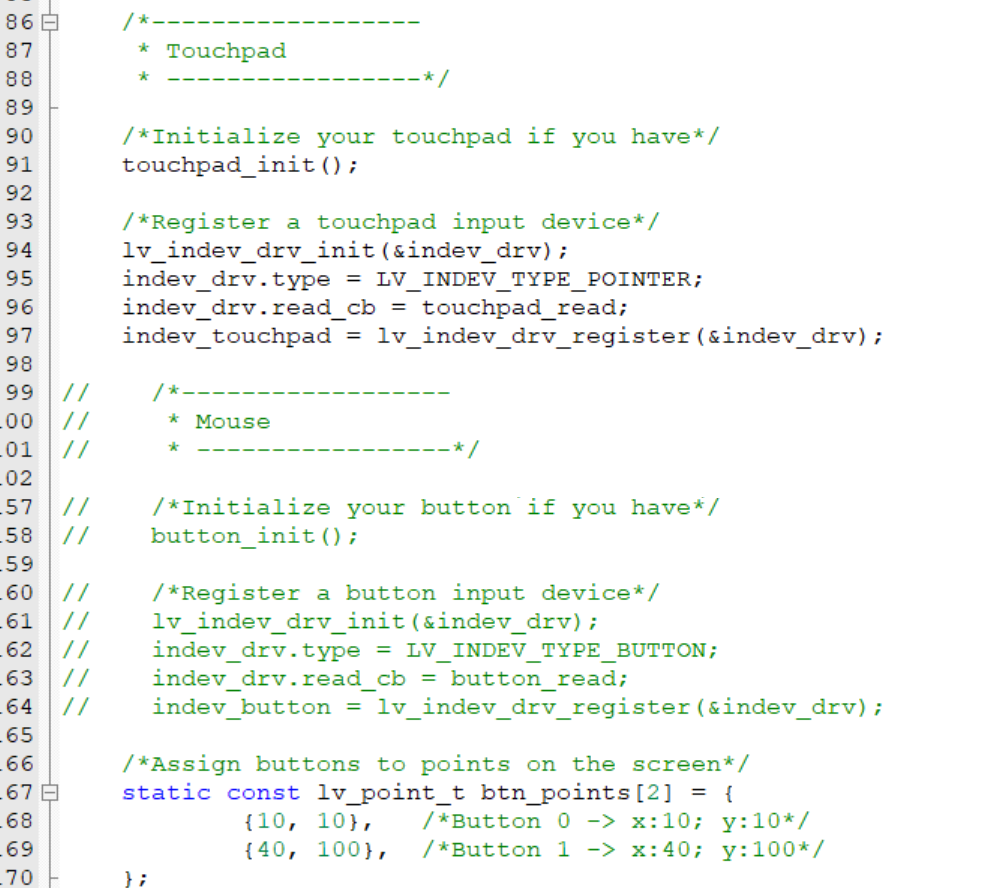 86 /*------------------
87 * Touchpad
88 * -----------------*/
89
90 /*Initialize your touchpad if you have*/
91 touchpad_init();
92
93 /*Register a touchpad input device*/
94 lv_indev_drv_init(&indev_drv);
95 indev_drv.type = LV_INDEV_TYPE_POINTER;
96 indev_drv.read_cb = touchpad_read;
97 indev_touchpad = lv_indev_drv_register(&indev_drv);
98
99 // /*------------------
00 // * Mouse
01 // * -----------------*/
02
57 // /*Initialize your button if you have*/
58 // button_init();
59
60 // /*Register a button input device*/
61 // lv_indev_drv_init(&indev_drv);
62 // indev_drv.type = LV_INDEV_TYPE_BUTTON;
63 // indev_drv.read_cb = button_read;
64 // indev_button = lv_indev_drv_register(&indev_drv);
65
66 /*Assign buttons to points on the screen*/
67 static const lv_point_t btn_points[2] = {
68 {10, 10}, /*Button 0 -> x:10; y:10*/
69 {40, 100}, /*Button 1 -> x:40; y:100*/
70 };